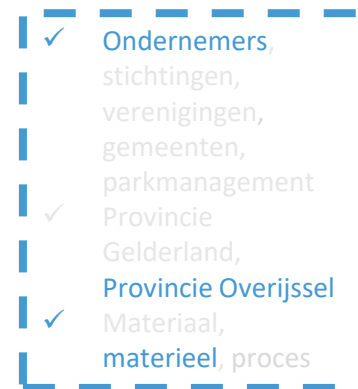 ✓ Ondernemers,
stichtingen,
verenigingen,
gemeenten,
parkmanagement
✓ Provincie
Gelderland,
Provincie Overijssel
✓ Materiaal,
materieel, proces